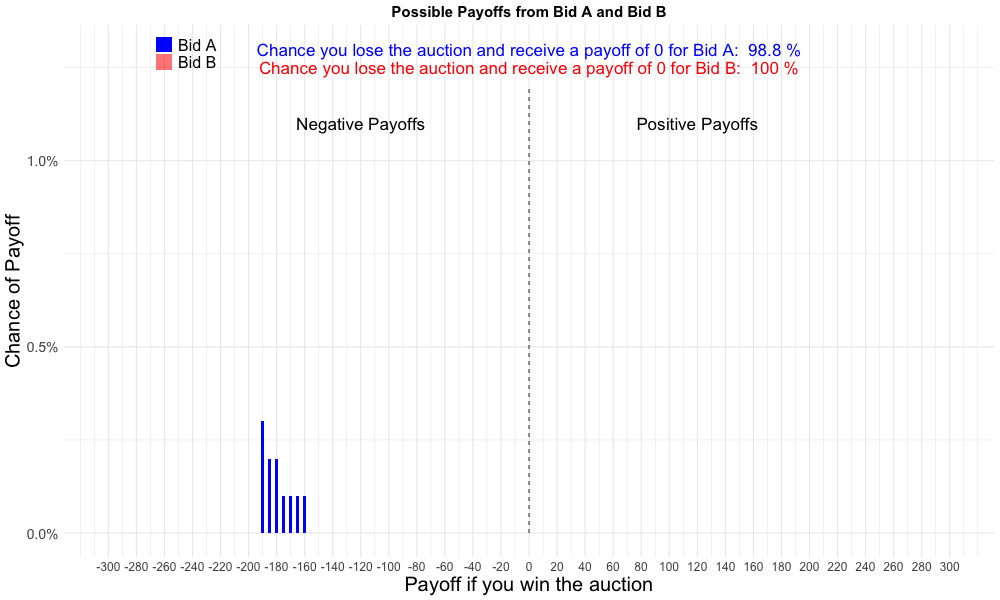 Possible Payoffs from Bid A and Bid B
Bid A
Bid B
Chance you lose the auction and receive a payoff of 0 for Bid A:  98.8 %
Chance you lose the auction and receive a payoff of 0 for Bid B:  100 %
Negative Payoffs
Positive Payoffs
Chance of Payoff
1.0%
0.5%
0.0%
-300 -280 -260 -240 -220 -200 -180 -160 -140 -120 -100 -80 -60 -40 -20 0 20 40 60 80 100 120 140 160 180 200 220 240 260 280 300
Payoff if you win the auction